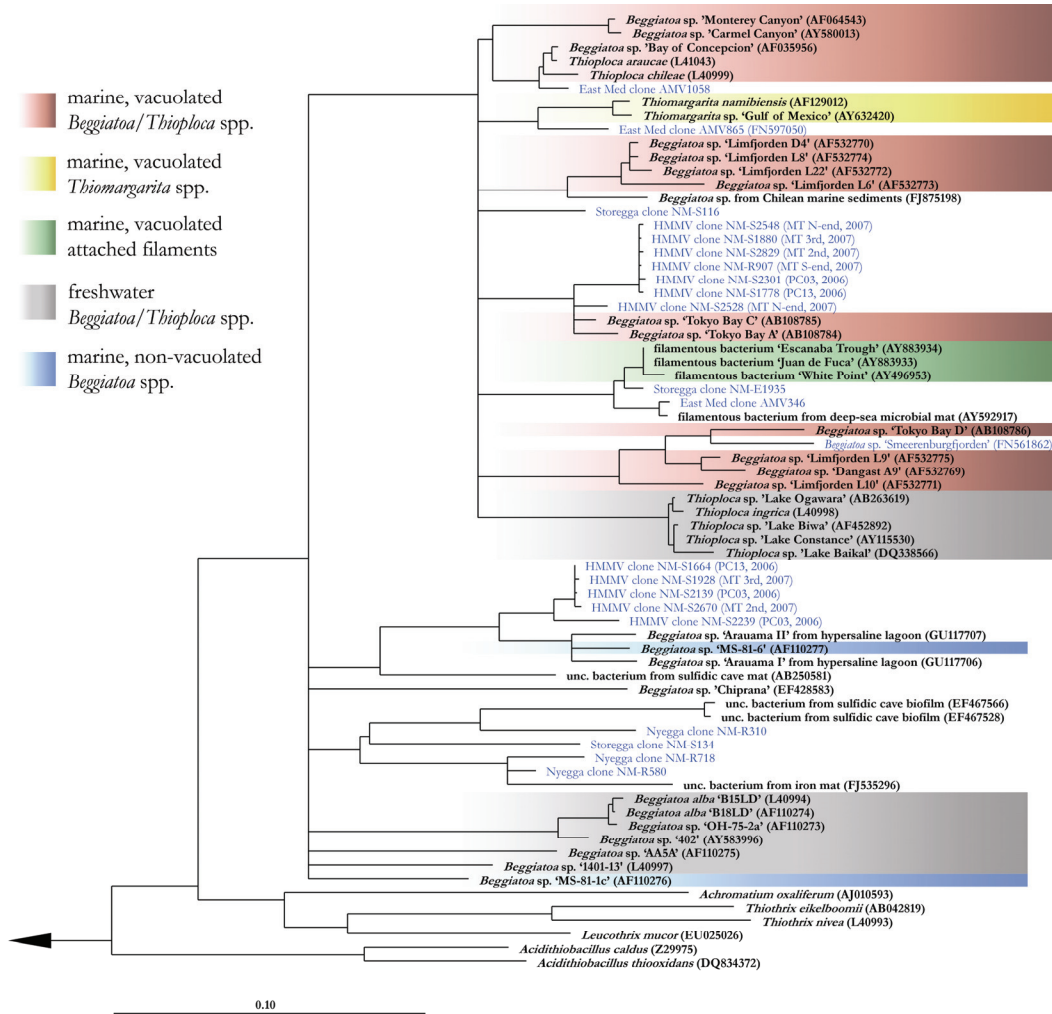 marine, vacuolated
Beggiatoa/Thioploca spp.
marine, vacuolated
Thiomargarita spp.
marine, vacuolated
attached filaments
freshwater
Beggiatoa/Thioploca spp.
marine, non-vacuolated
Beggiatoa spp.
Beggiatoa sp. 'Monterey Canyon' (AF064543)
Beggiatoa sp. 'Carmel Canyon' (AY580013)
Beggiatoa sp. 'Bay of Concepcion' (AF035956)
Thioploca araucae (L41043)
Thioploca chileae (L40999)
East Med clone AMV1058
Thiomargarita namibiensis (AF129012)
Thiomargarita sp. 'Gulf of Mexico' (AY632420)
East Med clone AMV865 (FN597050)
Beggiatoa sp. 'Limfjorden D4' (AF532770)
Beggiatoa sp. 'Limfjorden L8' (AF532774)
Beggiatoa sp. 'Limfjorden L22' (AF532772)
Beggiatoa sp. 'Limfjorden L6' (AF532773)
Beggiatoa sp. from Chilean marine sediments (FJ875198)
Storegga clone NM-S116
HMMV clone NM-S2548 (MT N-end, 2007)
HMMV clone NM-S1880 (MT 3rd, 2007)
HMMV clone NM-S2829 (MT 2nd, 2007)
HMMV clone NM-R907 (MT S-end, 2007)
HMMV clone NM-S2301 (PC03, 2006)
HMMV clone NM-S1778 (PC13, 2006)
HMMV clone NM-S2528 (MT N-end, 2007)
Beggiatoa sp. 'Tokyo Bay C' (AB108785)
Beggiatoa sp. 'Tokyo Bay A' (AB108784)
filamentous bacterium 'Escanaba Trough' (AY883934)
filamentous bacterium 'Juan de Fuca' (AY883933)
filamentous bacterium 'White Point' (AY496953)
Storegga clone NM-E1935
East Med clone AMV346
filamentous bacterium from deep-sea microbial mat (AY592917)
Beggiatoa sp. 'Tokyo Bay D' (AB108786)
Beggiatoa sp. 'Smeerenburgfjorden' (FN561862)
Beggiatoa sp. 'Limfjorden L9' (AF532775)
Beggiatoa sp. 'Dangast A9' (AF532769)
Beggiatoa sp. 'Limfjorden L10' (AF532771)
Thioploca sp. 'Lake Ogawara' (AB263619)
Thioploca ingrica (L40998)
Thioploca sp. 'Lake Biwa' (AF452892)
Thioploca sp. 'Lake Constance' (AY115530)
Thioploca sp. 'Lake Baikal' (DQ338566)
HMMV clone NM-S1664 (PC13, 2006)
HMMV clone NM-S1928 (MT 3rd, 2007)
HMMV clone NM-S2139 (PC03, 2006)
HMMV clone NM-S2670 (MT 2nd, 2007)
HMMV clone NM-S2239 (PC03, 2006)
Beggiatoa sp. 'Arauama II' from hypersaline lagoon (GU117707)
Beggiatoa sp. 'MS-81-6' (AF110277)
Beggiatoa sp. 'Arauama I' from hypersaline lagoon (GU117706)
unc. bacterium from sulfidic cave mat (AB250581)
Beggiatoa sp. 'Chiprana' (EF428583)
unc. bacterium from sulfidic cave biofilm (EF467566)
unc. bacterium from sulfidic cave biofilm (EF467528)
Nyegga clone NM-R310
Storegga clone NM-S134
Nyegga clone NM-R718
Nyegga clone NM-R580
unc. bacterium from iron mat (FJ535296)
Beggiatoa alba 'B15LD' (L40994)
Beggiatoa alba 'B18LD' (AF110274)
Beggiatoa sp. 'OH-75-2a' (AF110273)
Beggiatoa sp. '402' (AY583996)
Beggiatoa sp. 'AA5A' (AF110275)
Beggiatoa sp. '1401-13' (L40997)
Beggiatoa sp. 'MS-81-1c' (AF110276)
Achromatium oxaliferum (AJ010593)
Thiothrix eikelboomii (AB042819)
Thiothrix nivea (L40993)
Leucothrix mucor (EU025026)
Acidithiobacillus caldus (Z29975)
Acidithiobacillus thiooxidans (DQ834372)
0.10